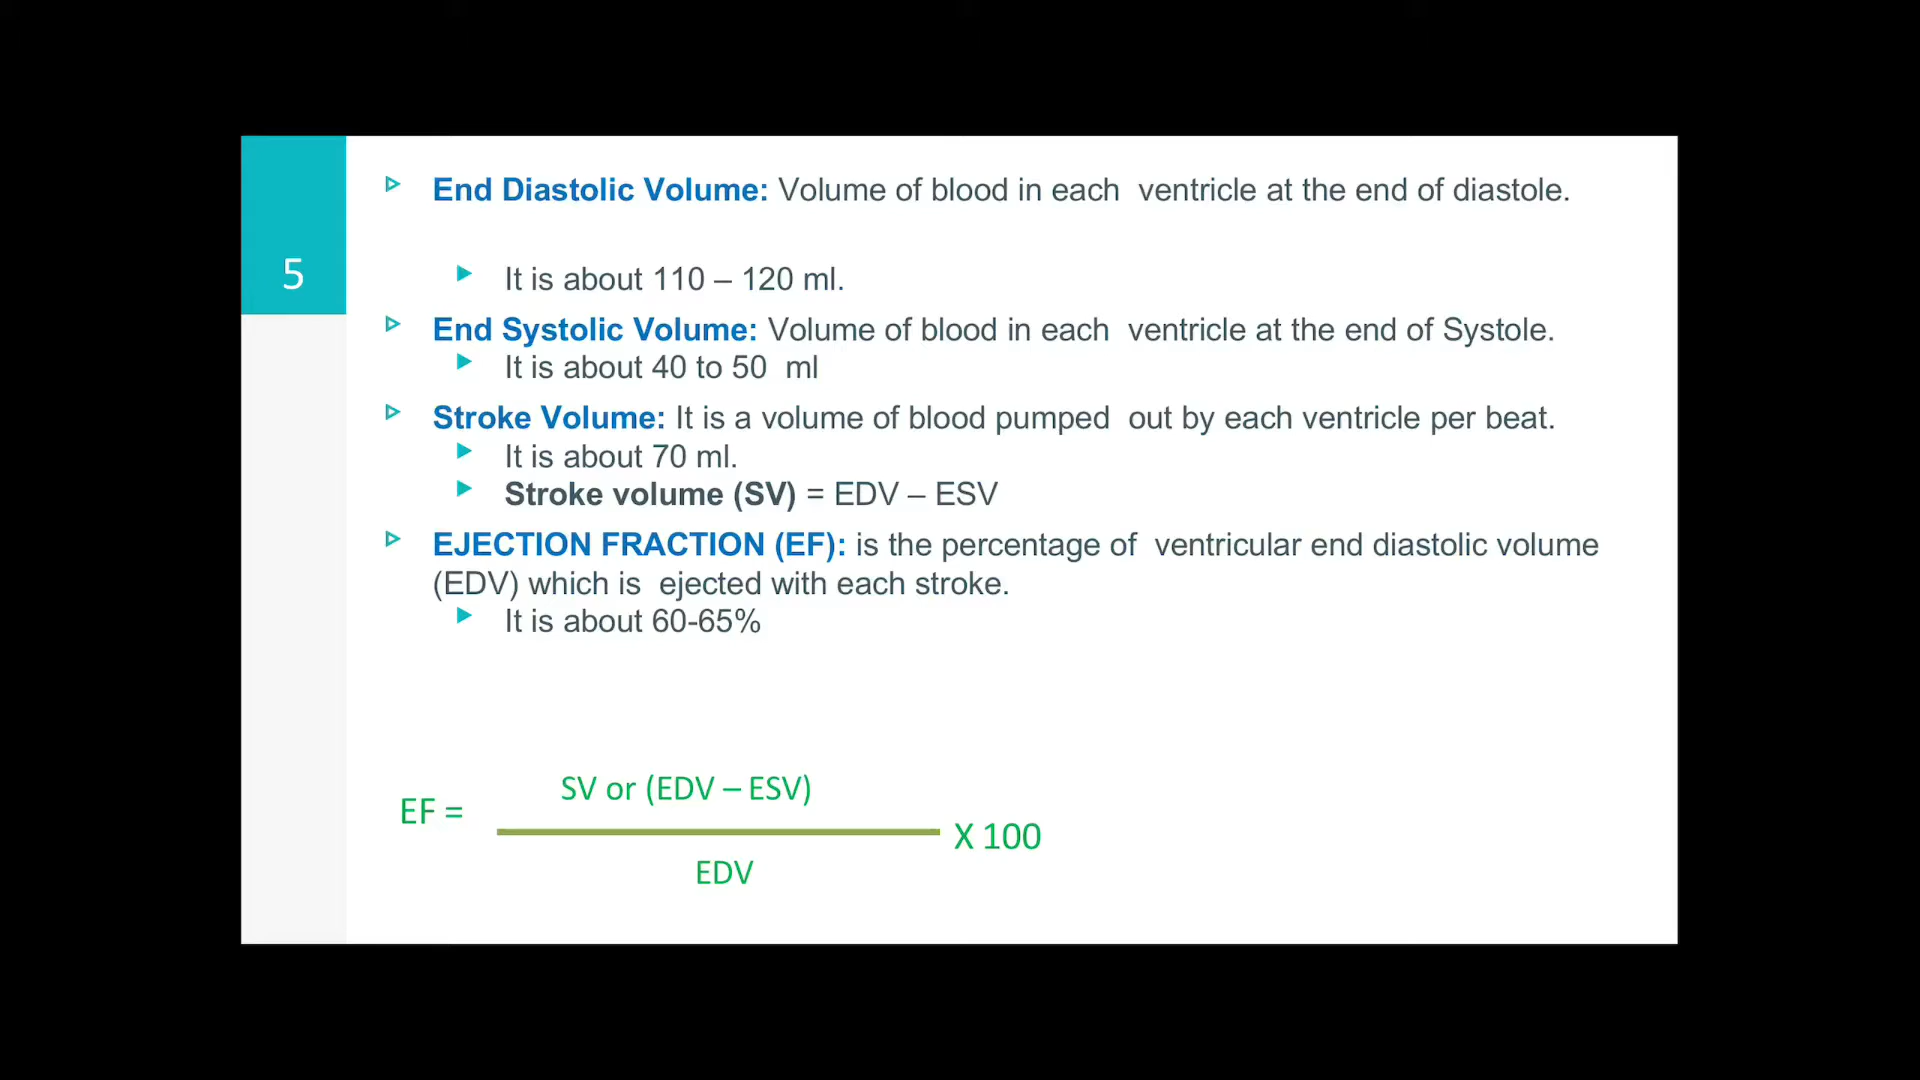 5
End Diastolic Volume: Volume of blood in each ventricle at the end of diastole.
It is about 110 – 120 ml.
End Systolic Volume: Volume of blood in each ventricle at the end of Systole.
It is about 40 to 50 ml
Stroke Volume: It is a volume of blood pumped out by each ventricle per beat.
It is about 70 ml.
Stroke volume (SV) = EDV – ESV
EJECTION FRACTION (EF): is the percentage of ventricular end diastolic volume
(EDV) which is ejected with each stroke.
It is about 60-65%
SV or (EDV – ESV)
EF =
X 100
EDV